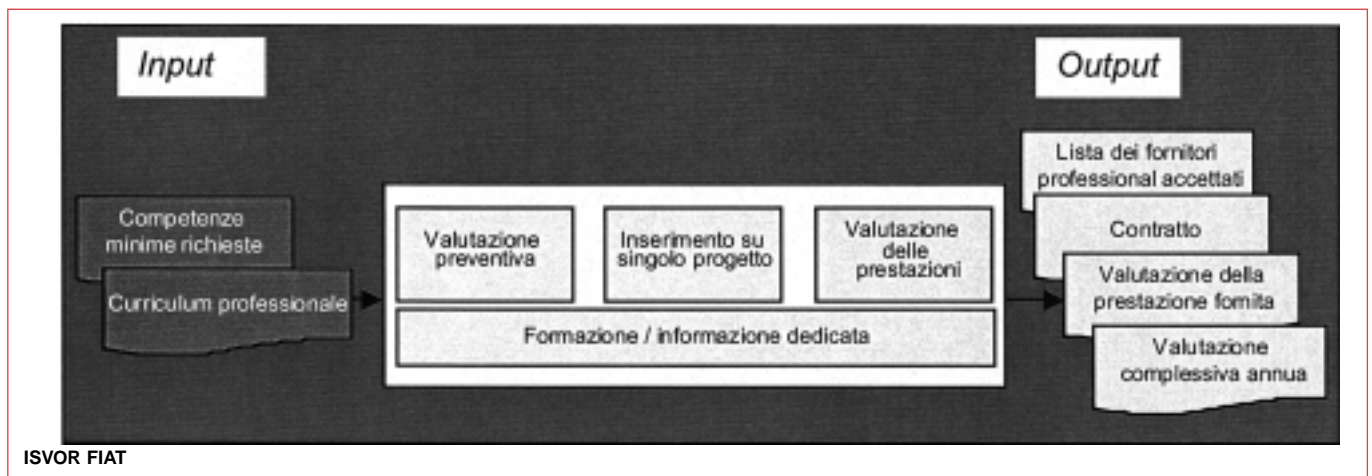 Input
Output
Competenze
minime richieste
Curriculum professionale
Valutazione
preventiva
Inserimento su
singolo progetto
Valutazione
delle
prestazioni
Formazione / informazione dedicata
Lista dei fornitori
professional accettati
Contratto
Valutazione della
prestazione fornita
Valutazione
complessiva annua
ISVOR FIAT